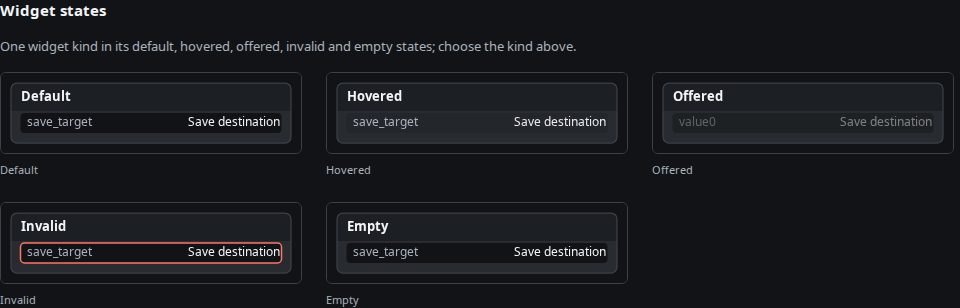 Widget states
One widget kind in its default, hovered, offered, invalid and empty states; choose the kind above.
Default
save_target Save destination
Default
Hovered
save_target Save destination
Hovered
Offered
value0 Save destination
Offered
Invalid
save_target Save destination
Invalid
Empty
save_target Save destination
Empty